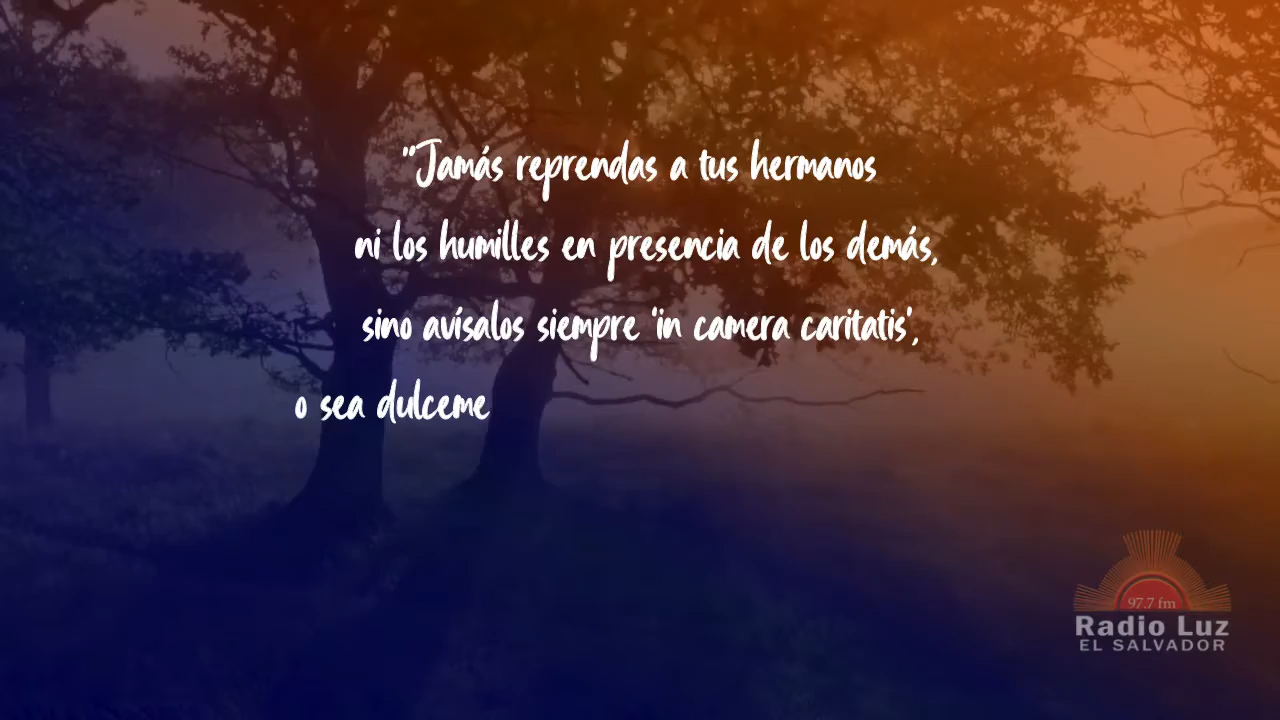 "Jamás reprendas a tus hermanos
ni los humilles en presencia de los demás,
sino avísalos siempre 'in camera caritatis',
o sea dulceme
97.7 fm
Radio Luz
EL SALVADOR